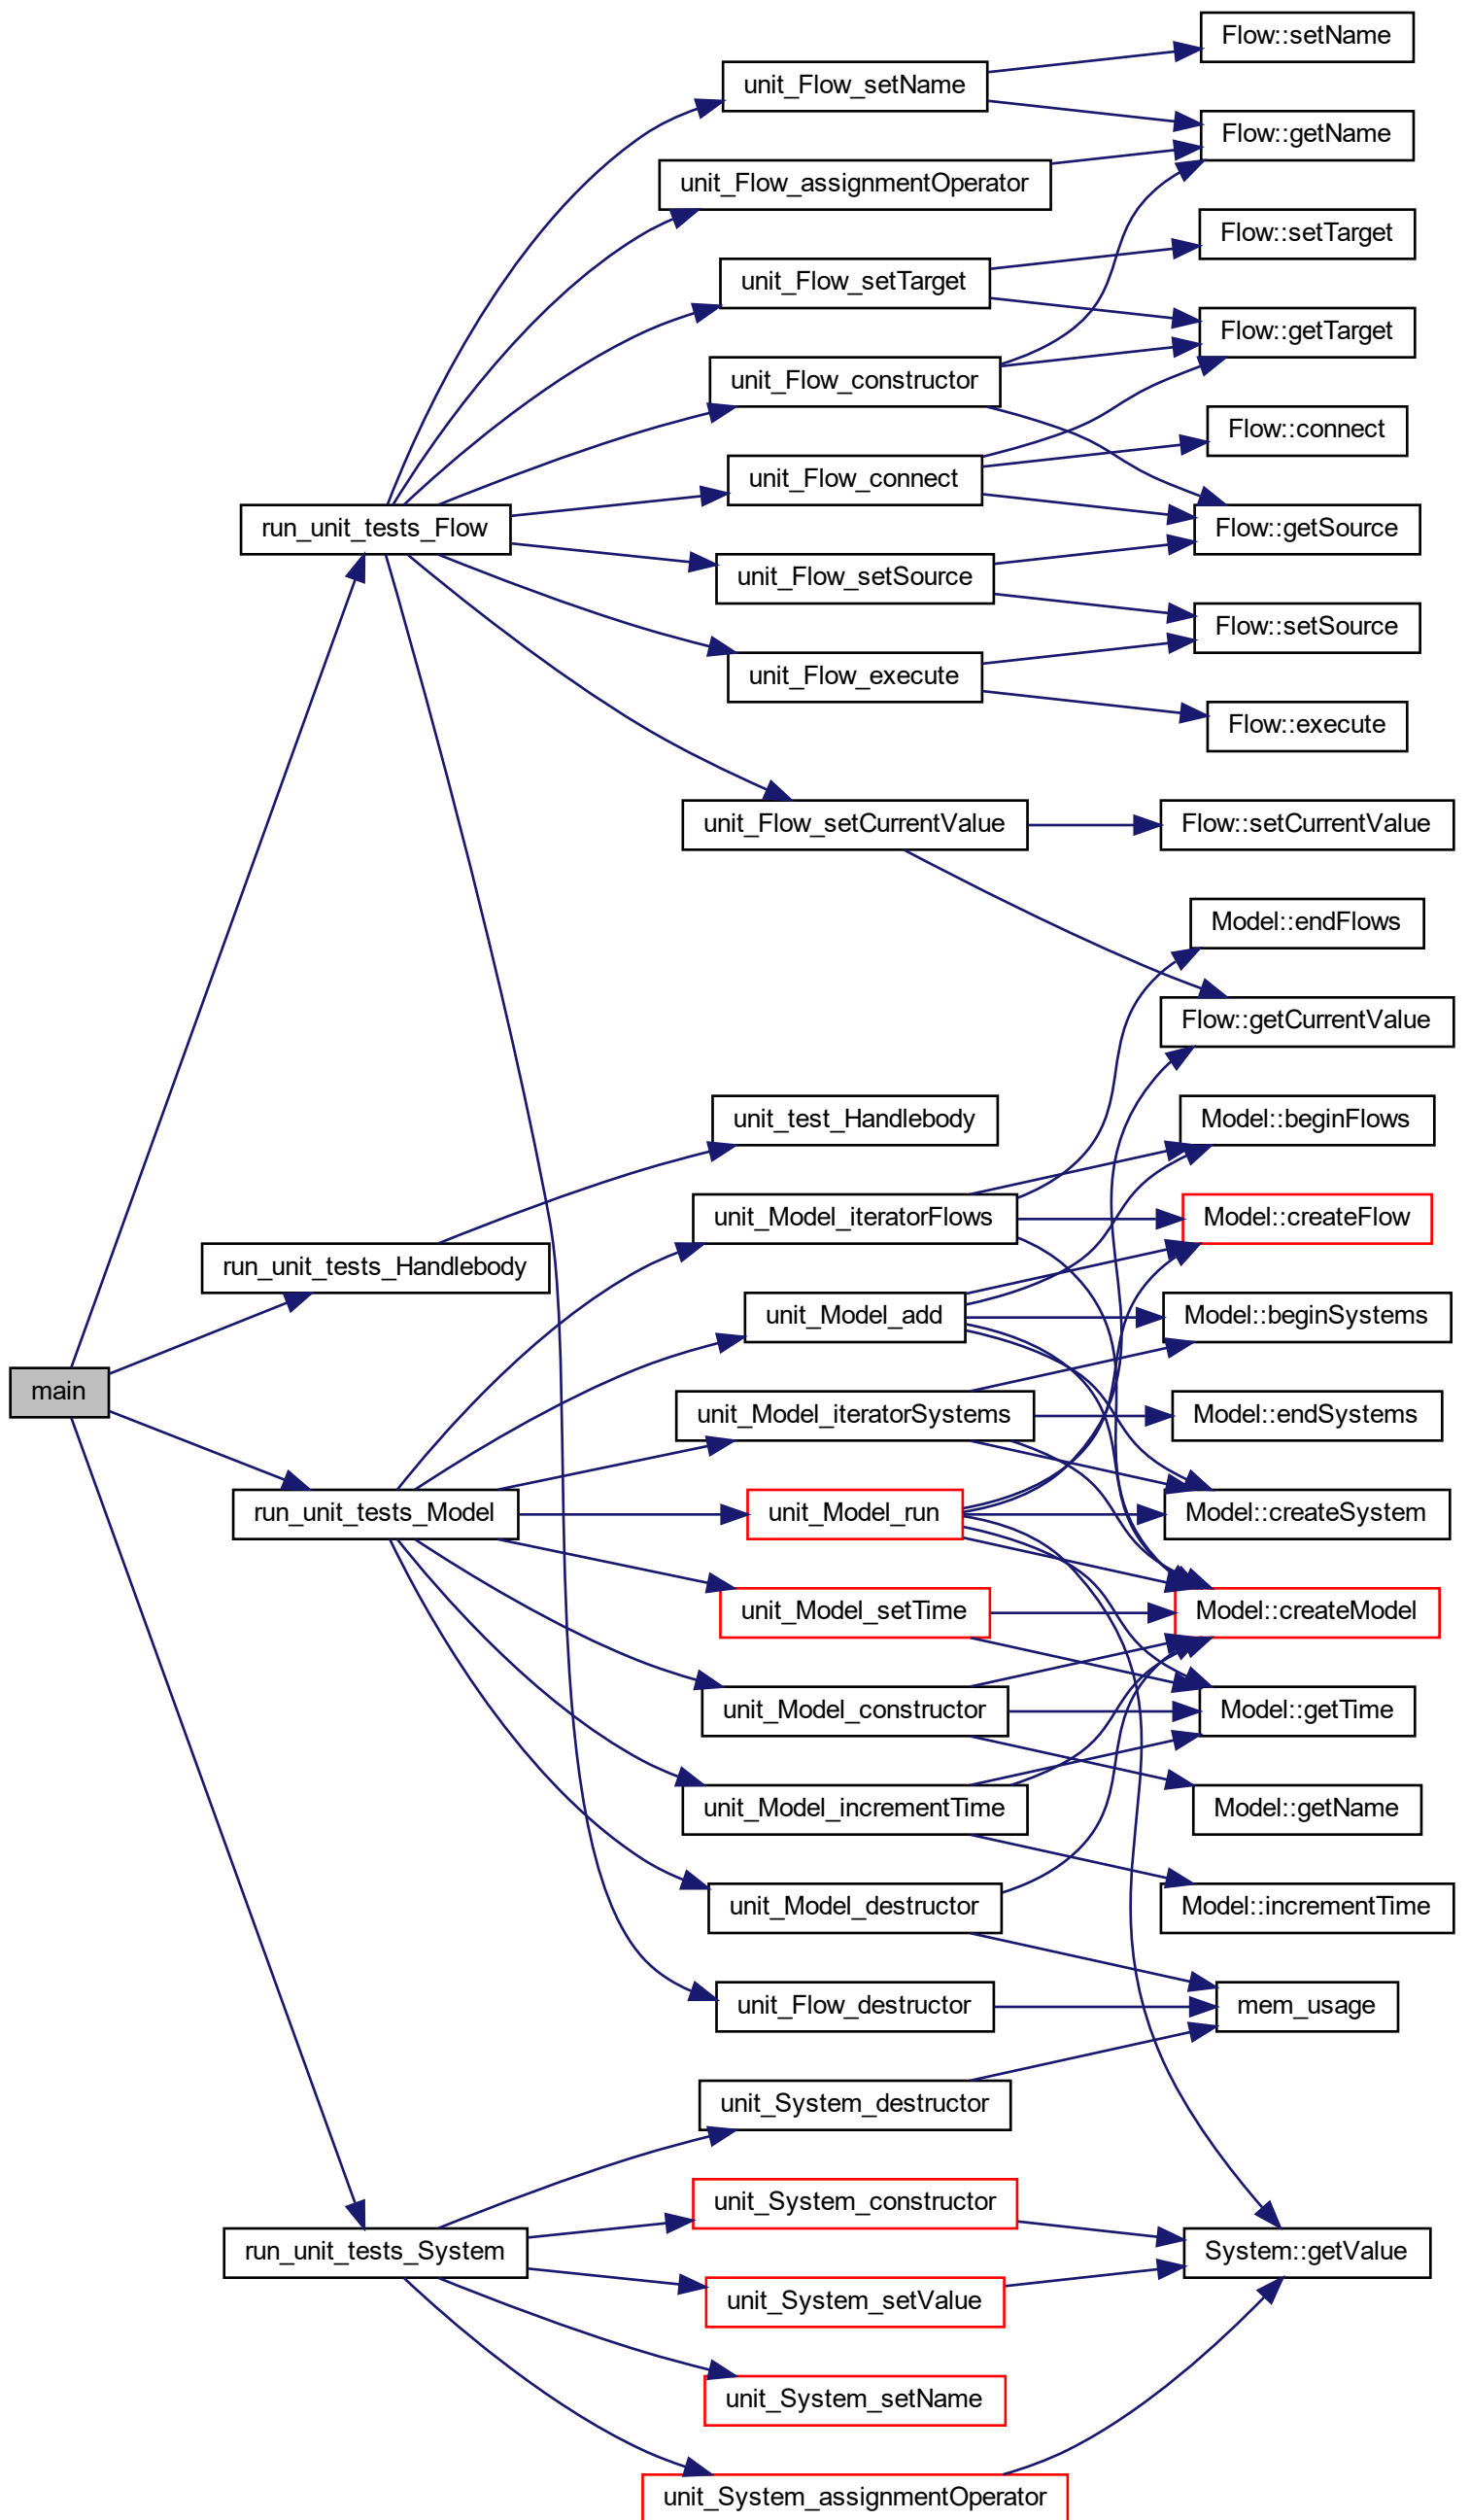 Flow::setName
unit_Flow_setName
Flow::getName
unit_Flow_assignmentOperator
Flow::setTarget
unit_Flow_setTarget
Flow::getTarget
unit_Flow_constructor
Flow::connect
unit_Flow_connect
run_unit_tests_Flow
Flow::getSource
unit_Flow_setSource
Flow::setSource
unit_Flow_execute
Flow::execute
unit_Flow_setCurrentValue
Flow::setCurrentValue
Model::endFlows
Flow::getCurrentValue
unit_test_Handlebody
Model::beginFlows
unit_Model_iteratorFlows
Model::createFlow
run_unit_tests_Handlebody
unit_Model_add
Model::beginSystems
main
unit_Model_iteratorSystems
Model::endSystems
run_unit_tests_Model
unit_Model_run
Model::createSystem
unit_Model_setTime
Model::createModel
unit_Model_constructor
Model::getTime
unit_Model_incrementTime
Model::getName
unit_Model_destructor
Model::incrementTime
unit_Flow_destructor
mem_usage
unit_System_destructor
unit_System_constructor
run_unit_tests_System
System::getValue
unit_System_setValue
unit_System_setName
unit_System_assignmentOperator